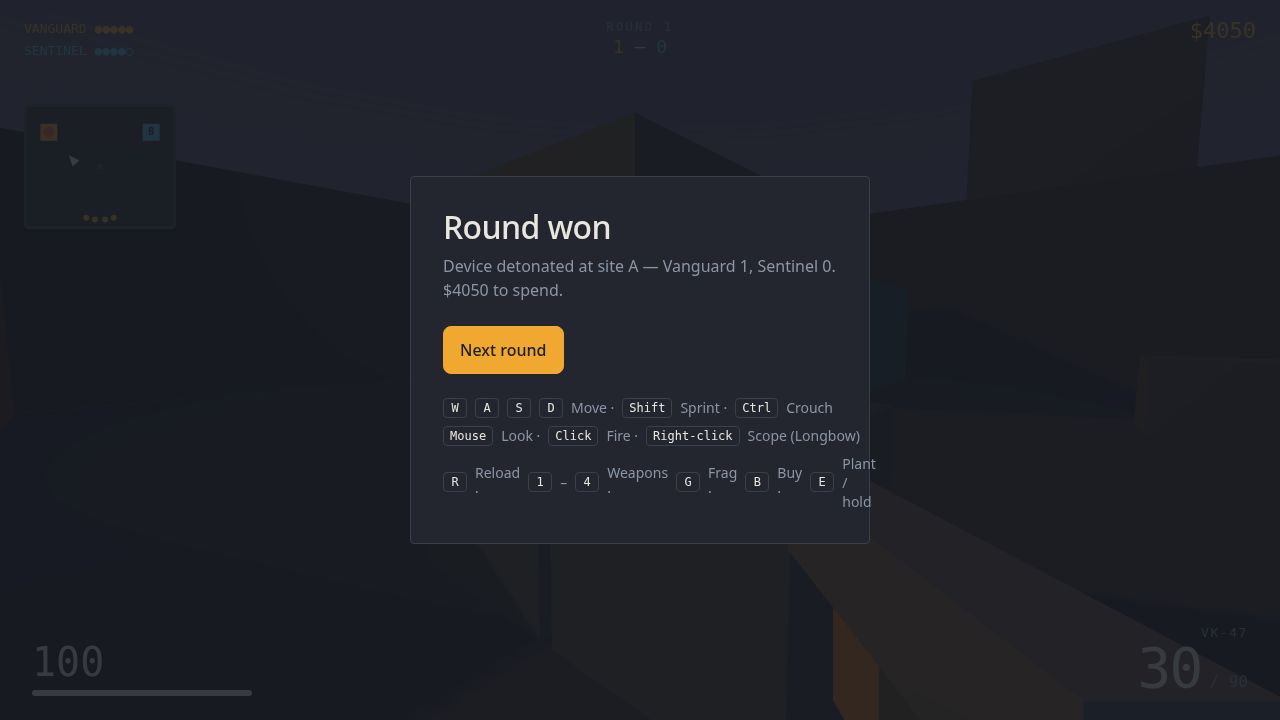 VANGUARD
SENTINEL
ROUND 1
1 — 0
$4050
B
Round won
Device detonated at site A — Vanguard 1, Sentinel 0.
$4050 to spend.
Next round
W A S D Move · Shift Sprint · Ctrl Crouch
Mouse Look · Click Fire · Right-click Scope (Longbow)
R Reload · 1 – 4 Weapons · G Frag · B Buy · E Plant / hold
100
VK-47
30 / 90